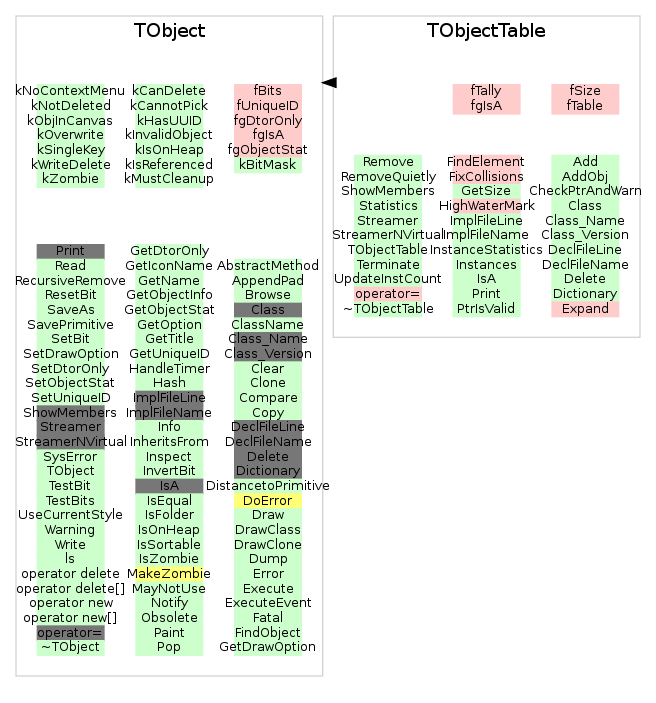 TObject
kNoContextMenu
kNotDeleted
kObjInCanvas
kOverwrite
kSingleKey
kWriteDelete
kZombie
kCanDelete
kCannotPick
kHasUUID
kInvalidObject
kIsOnHeap
kIsReferenced
kMustCleanup
fBits
fUniqueID
fgDtorOnly
fgIsA
fgObjectStat
kBitMask
Print
Read
RecursiveRemove
ResetBit
SaveAs
SavePrimitive
SetBit
SetDrawOption
SetDtorOnly
SetObjectStat
SetUniqueID
ShowMembers
Streamer
StreamerNVirtual
SysError
TObject
TestBit
TestBits
UseCurrentStyle
Warning
Write
ls
operator delete
operator delete[]
operator new
operator new[]
operator=
~TObject
GetDtorOnly
GetIconName
GetName
GetObjectInfo
GetObjectStat
GetOption
GetTitle
GetUniqueID
HandleTimer
Hash
ImplFileLine
ImplFileName
Info
InheritsFrom
Inspect
InvertBit
IsA
IsEqual
IsFolder
IsOnHeap
IsSortable
IsZombie
MakeZombie
MayNotUse
Notify
Obsolete
Paint
Pop
AbstractMethod
AppendPad
Browse
Class
ClassName
Class_Name
Class_Version
Clear
Clone
Compare
Copy
DeclFileLine
DeclFileName
Delete
Dictionary
DistancetoPrimitive
DoError
Draw
DrawClass
DrawClone
Dump
Error
Execute
ExecuteEvent
Fatal
FindObject
GetDrawOption
TObjectTable
fTally
fgIsA
fSize
fTable
Remove
RemoveQuietly
ShowMembers
Statistics
Streamer
StreamerNVirtual
TObjectTable
Terminate
UpdateInstCount
operator=
~TObjectTable
FindElement
FixCollisions
GetSize
HighWaterMark
ImplFileLine
ImplFileName
InstanceStatistics
Instances
IsA
Print
PtrIsValid
Add
AddObj
CheckPtrAndWarn
Class
Class_Name
Class_Version
DeclFileLine
DeclFileName
Delete
Dictionary
Expand